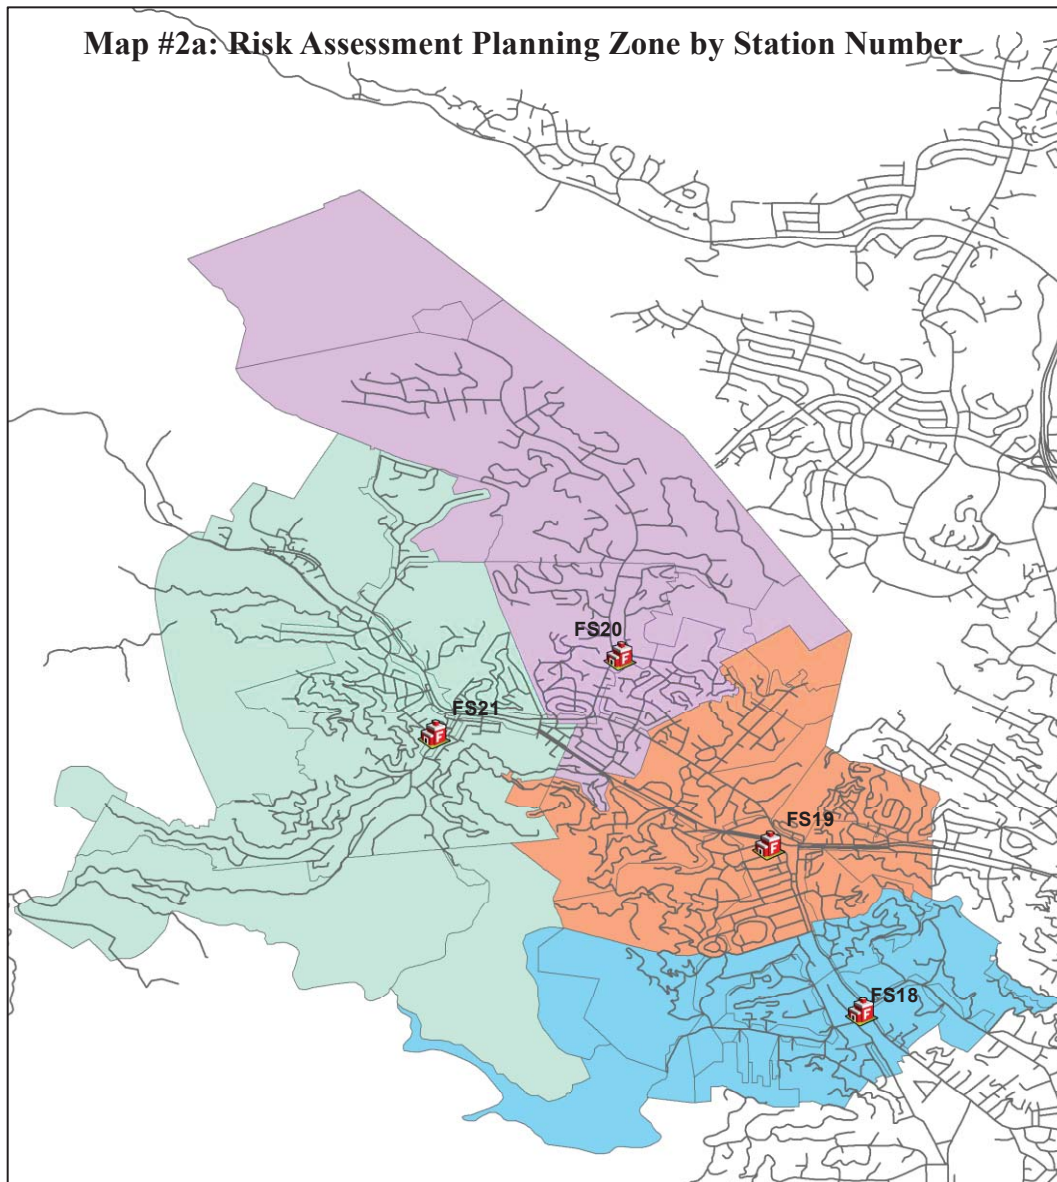 Map #2a: Risk Assessment Planning Zone by Station Number
FS20
F
FS21
F
FS19
F
FS18
F